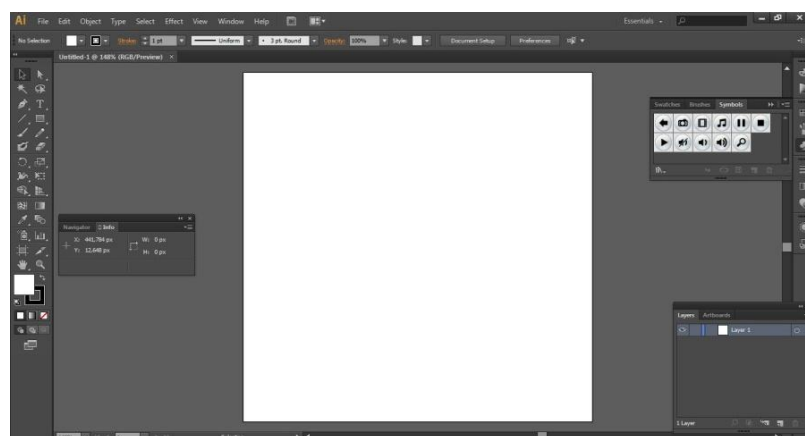 Ai File Edit Object Type Select Effect View Window Help Essentials
No Selection Stroke: 1 pt Uniform 3 pt. Round Opacity: 100% Style: Document Setup Preferences
Untitled-1 @ 148% (RGB/Preview) ×
Swatches Brushes Symbols
Navigator Info
X: 441,784 px W: 0 px
Y: 12,648 px H: 0 px
Layers Artboards
Layer 1
1 Layer